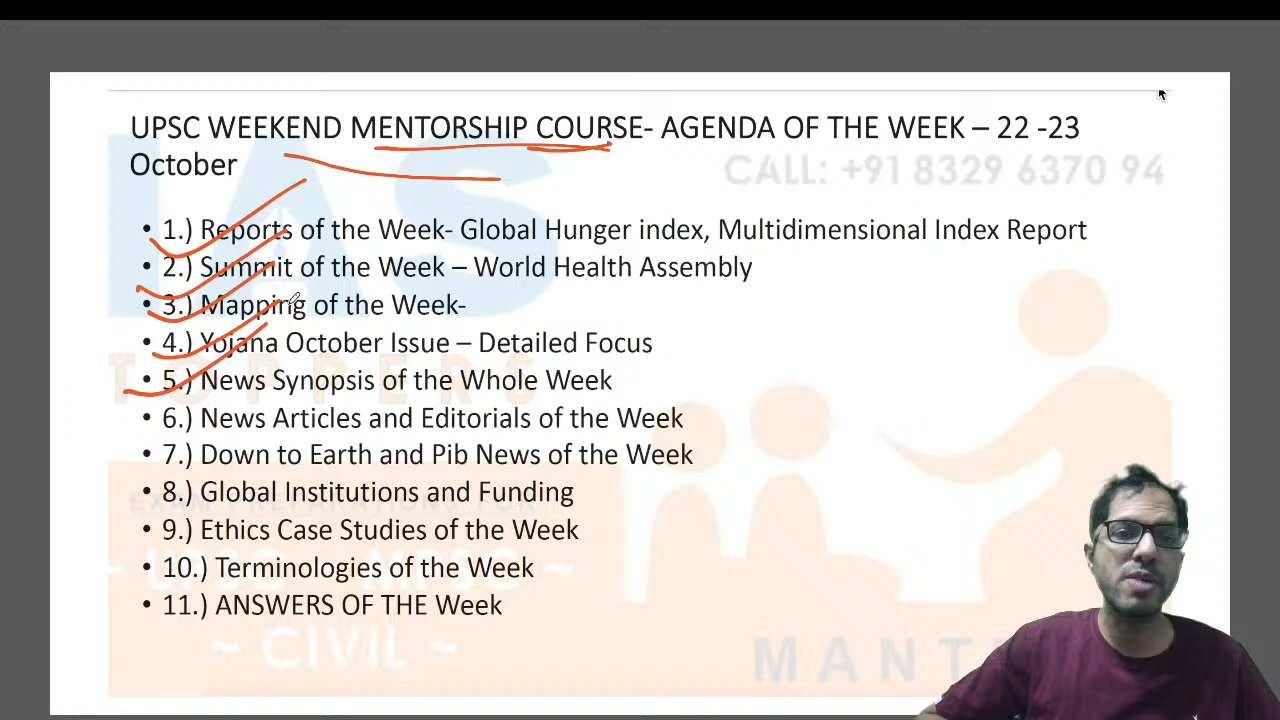 UPSC WEEKEND MENTORSHIP COURSE- AGENDA OF THE WEEK – 22 -23
October
CALL: +91 8329 6370 94
• 1.) Reports of the Week- Global Hunger index, Multidimensional Index Report
• 2.) Summit of the Week – World Health Assembly
• 3.) Mapping of the Week-
• 4.) Yojana October Issue – Detailed Focus
• 5.) News Synopsis of the Whole Week
• 6.) News Articles and Editorials of the Week
• 7.) Down to Earth and Pib News of the Week
• 8.) Global Institutions and Funding
• 9.) Ethics Case Studies of the Week
• 10.) Terminologies of the Week
• 11.) ANSWERS OF THE Week
IAS
TOPPERS
~ CIVIL ~